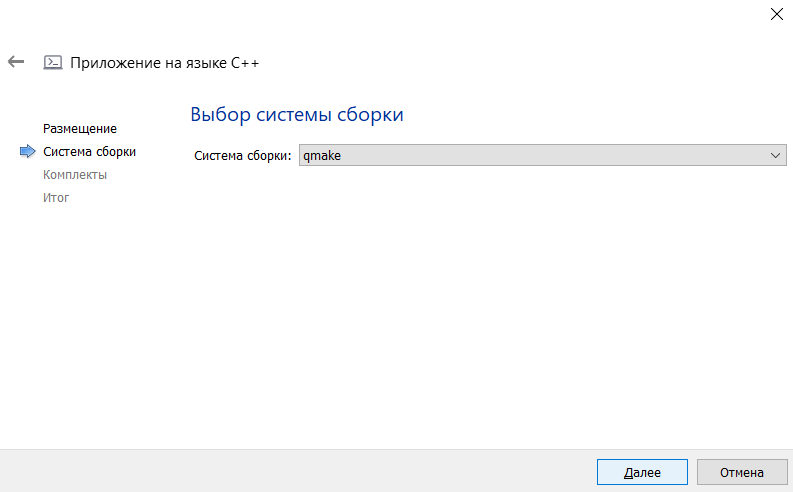 Приложение на языке C++
Выбор системы сборки
Размещение
Система сборки
Комплекты
Итог
Система сборки: qmake
Далее
Отмена